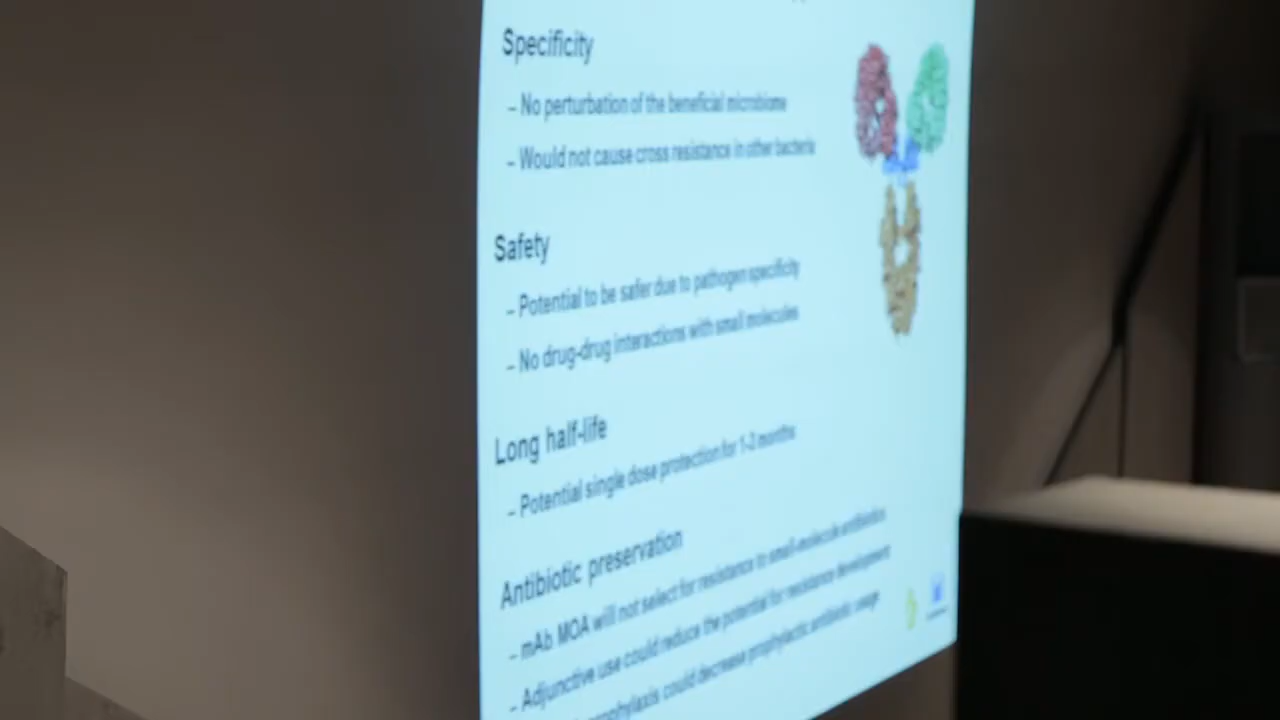 Specificity
– No perturbation of the beneficial microbiome
– Would not cause cross resistance in other bacteria
Safety
– Potential to be safer due to pathogen specificity
– No drug-drug interactions with small molecules
Long half-life
– Potential single dose protection for 1-3 months
Antibiotic preservation
– mAb MOA will not select for resistance to small-molecule antibiotics
– Adjunctive use could reduce the potential for resistance development
prophylaxis could decrease prophylactic antibiotic usage